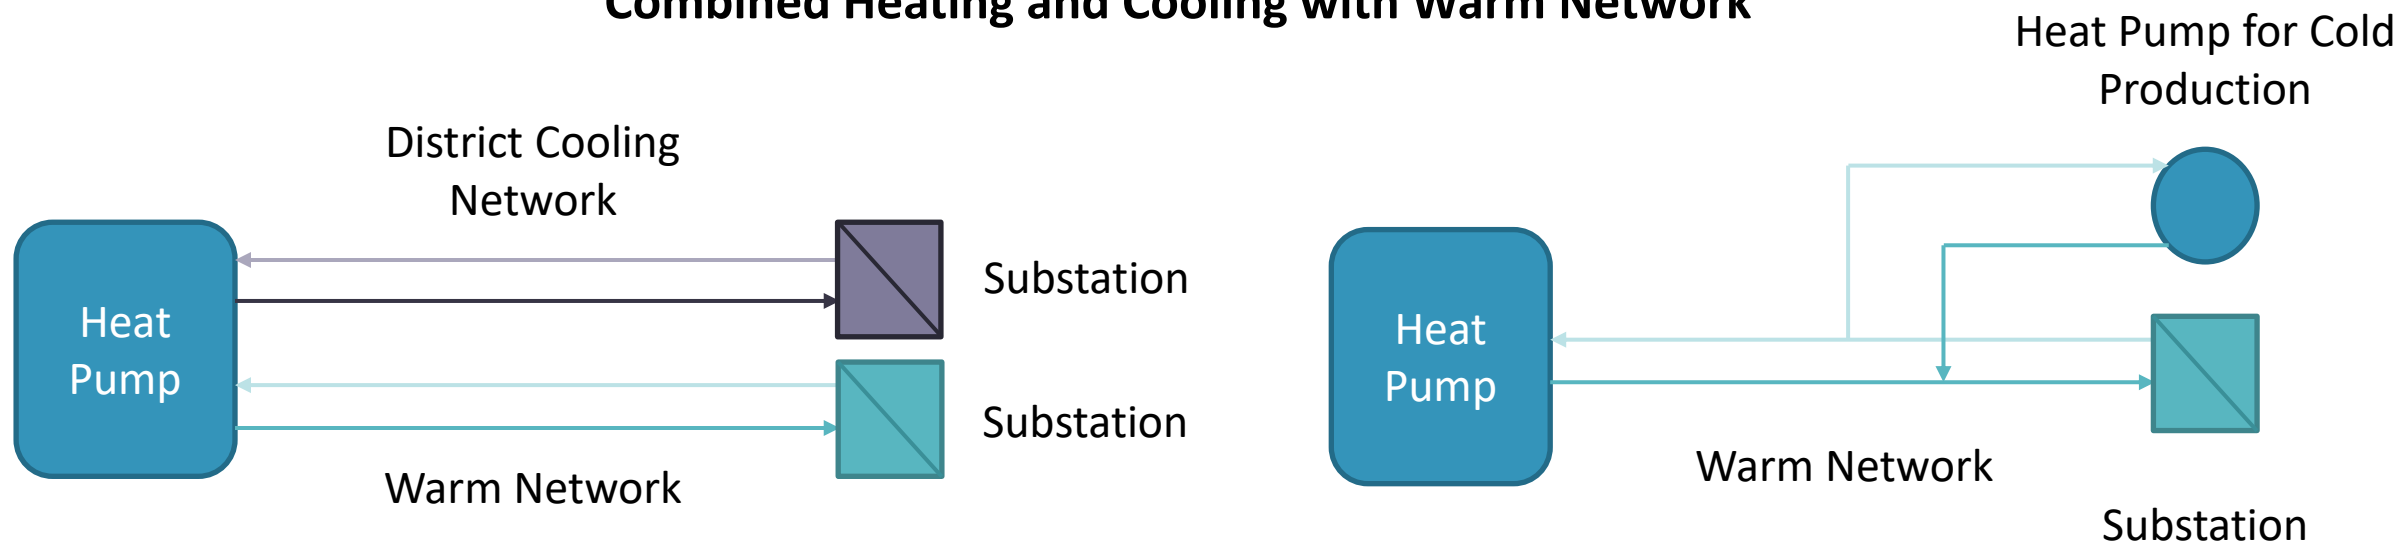 Combined Heating and Cooling with Warm Network
District Cooling
Network
Heat
Pump
Substation
Substation
Warm Network
Heat Pump for Cold
Production
Heat
Pump
Warm Network
Substation